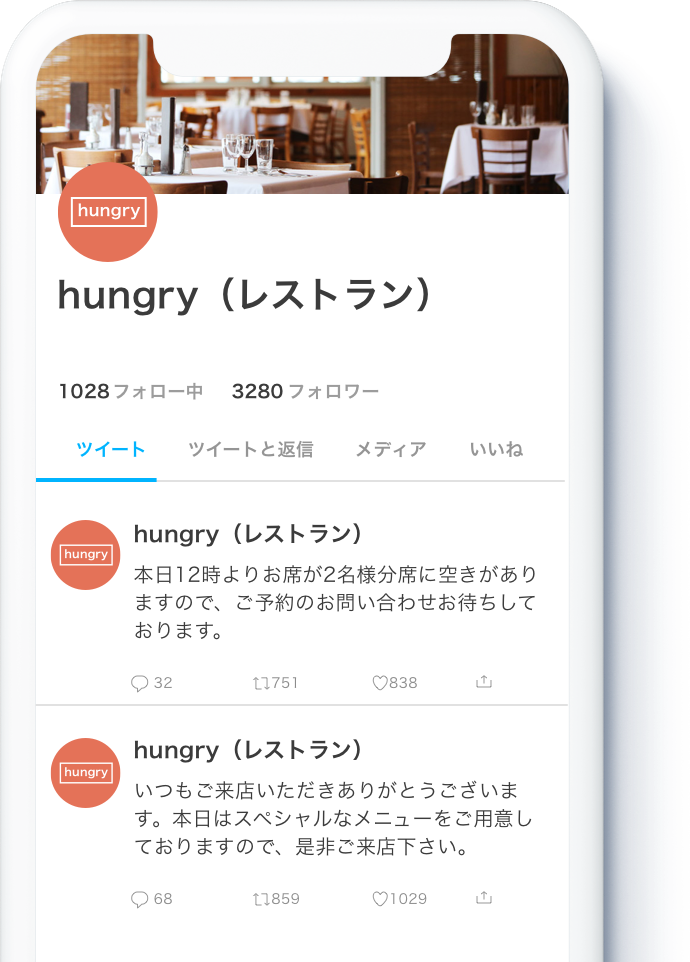 hungry
hungry（レストラン）
1028フォロー中 3280フォロワー
ツイート ツイートと返信 メディア いいね
hungry
hungry（レストラン）
本日12時よりお席が2名様分席に空きがあり
ますので、ご予約のお問い合わせお待ちして
おります。
32 751 838
hungry
hungry（レストラン）
いつもご来店いただきありがとうございま
す。本日はスペシャルなメニューをご用意し
ておりますので、是非ご来店下さい。
68 859 1029